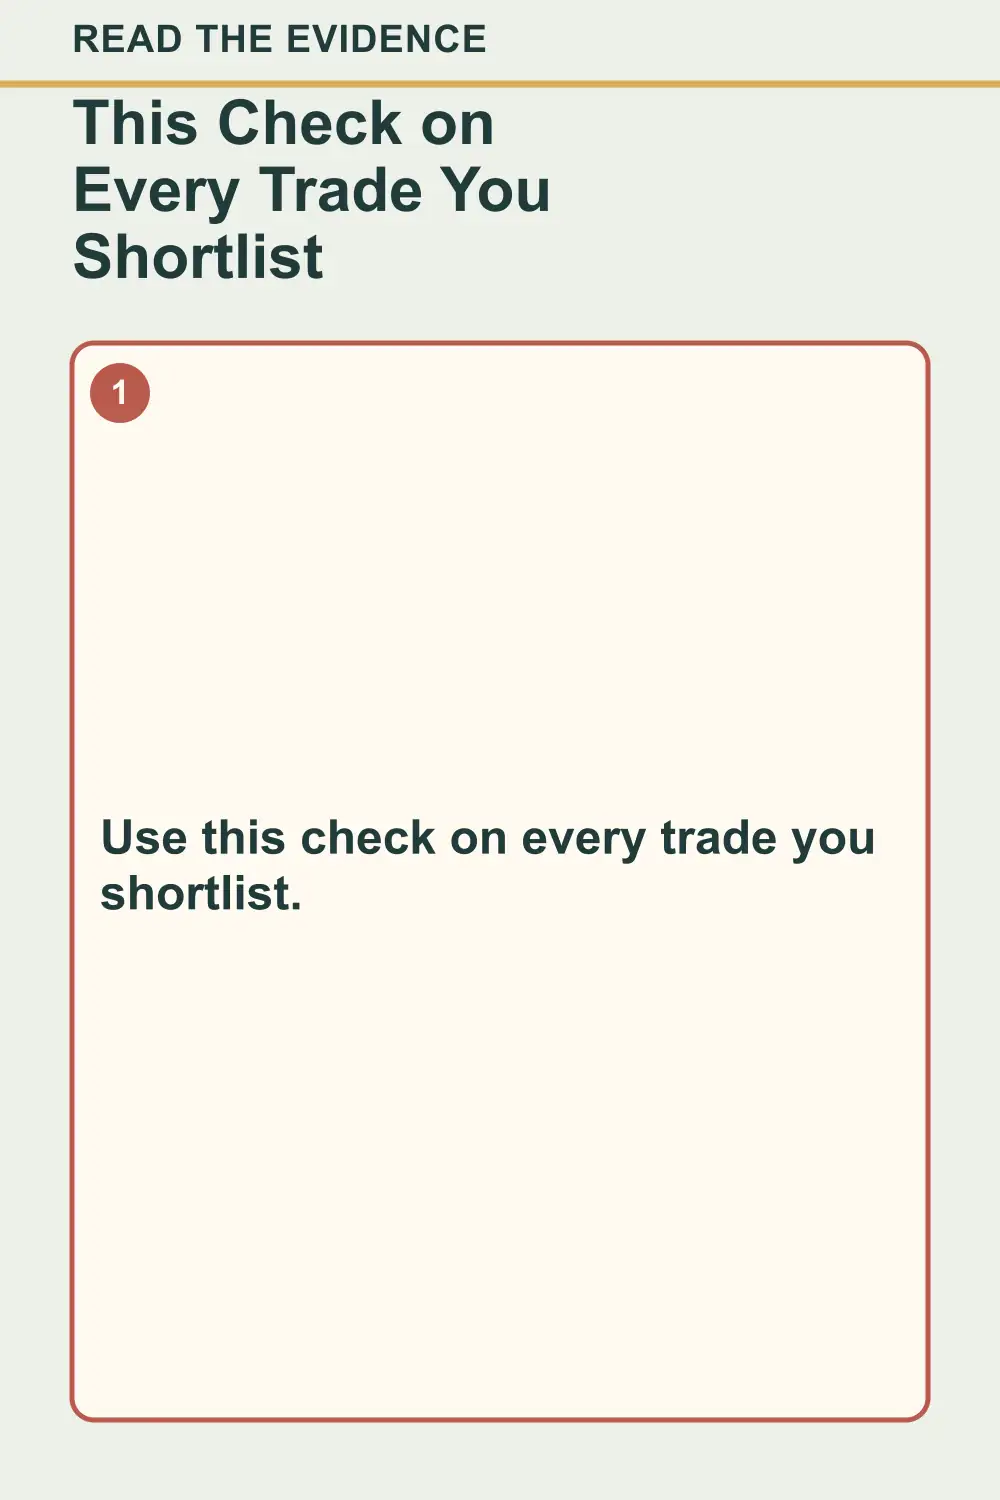 READ THE EVIDENCE
This Check on
Every Trade You
Shortlist
1
Use this check on every trade you
shortlist.